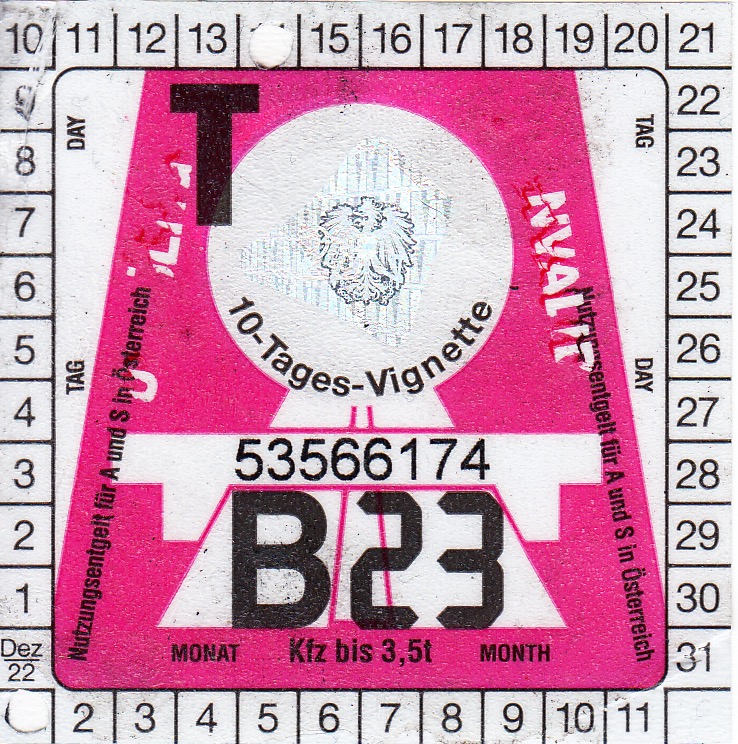 10 11 12 13 15 16 17 18 19 20 21
22
8 23
7 24
6 25
5 26
4 27
3 28
2 29
1 30
Dez 22 31
2 3 4 5 6 7 8 9 10 11
DAY
TAG
T
10-Tages-Vignette
TAG
DAY
Nutzungsentgelt für A und S in Österreich
Nutzungsentgelt für A und S in Österreich
53566174
B23
MONAT Kfz bis 3,5t MONTH